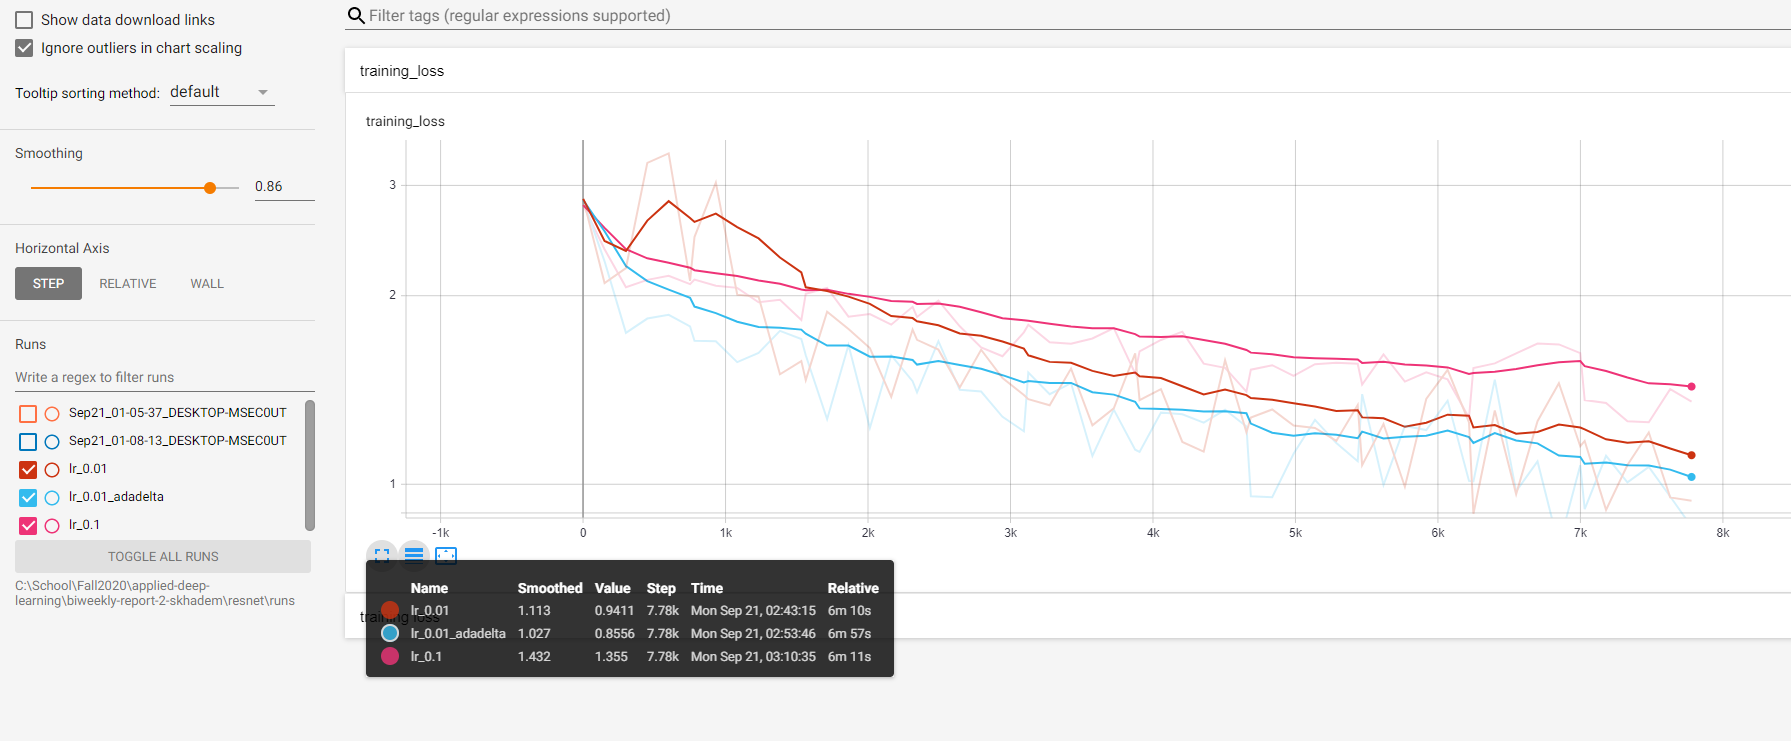 Show data download links
Ignore outliers in chart scaling
Tooltip sorting method: default
Smoothing
0.86
Horizontal Axis
STEP RELATIVE WALL
Runs
Write a regex to filter runs
Sep21_01-05-37_DESKTOP-MSEC0UT
Sep21_01-08-13_DESKTOP-MSEC0UT
lr_0.01
lr_0.01_adadelta
lr_0.1
TOGGLE ALL RUNS
C:\School\Fall2020\applied-deep-
learning\biweekly-report-2-skhadem\resnet\runs
Filter tags (regular expressions supported)
training_loss
training_loss
3
2
1
-1k 0 1k 2k 3k 4k 5k 6k 7k 8k
Name Smoothed Value Step Time Relative
lr_0.01 1.113 0.9411 7.78k Mon Sep 21, 02:43:15 6m 10s
lr_0.01_adadelta 1.027 0.8556 7.78k Mon Sep 21, 02:53:46 6m 57s
lr_0.1 1.432 1.355 7.78k Mon Sep 21, 03:10:35 6m 11s
training loss